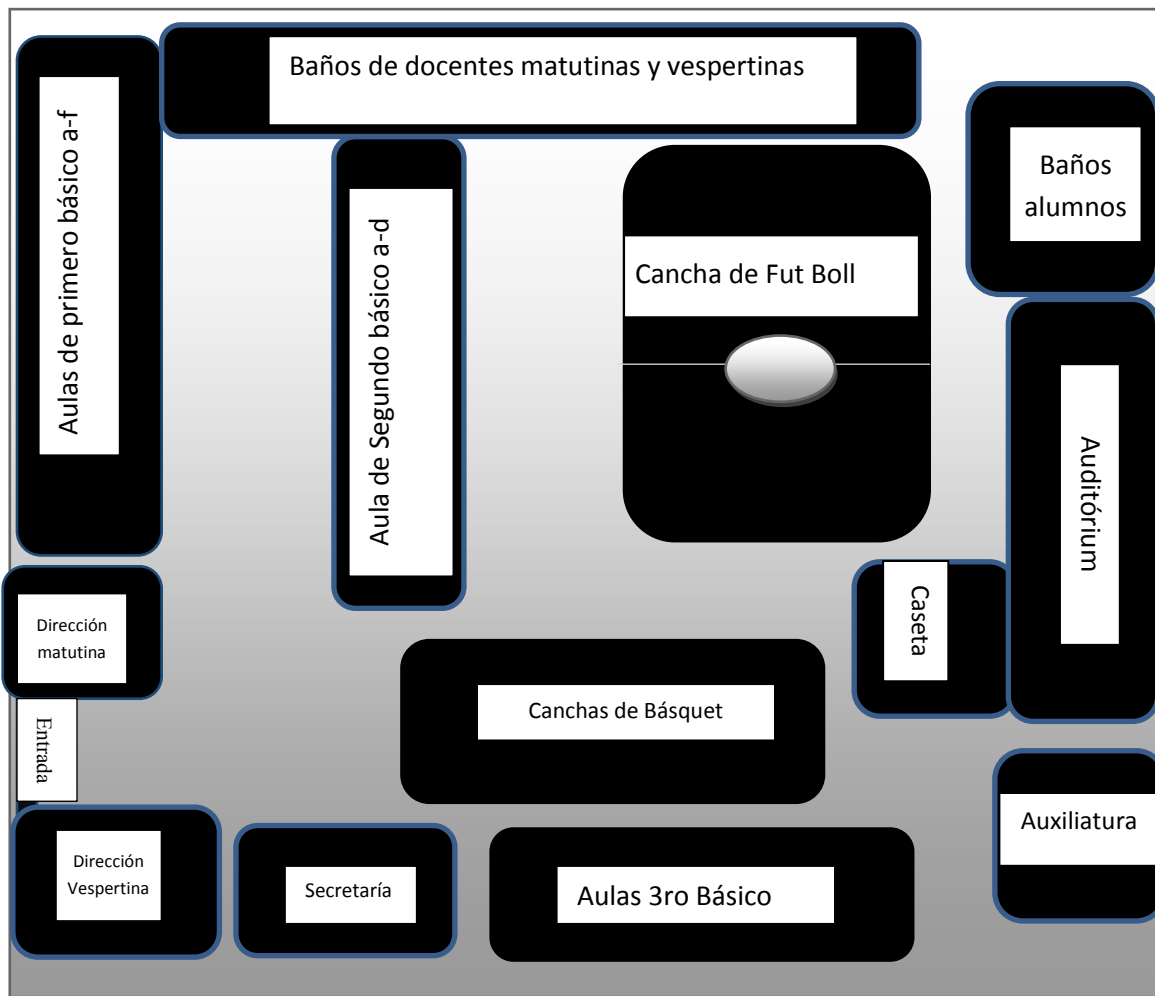 Baños de docentes matutinas y vespertinas
Aulas de primero básico a-f
Baños
alumnos
Aula de Segundo básico a-d
Cancha de Fut Boll
Auditórium
Caseta
Dirección
matutina
Canchas de Básquet
Entrada
Auxiliatura
Dirección
Vespertina
Secretaría
Aulas 3ro Básico